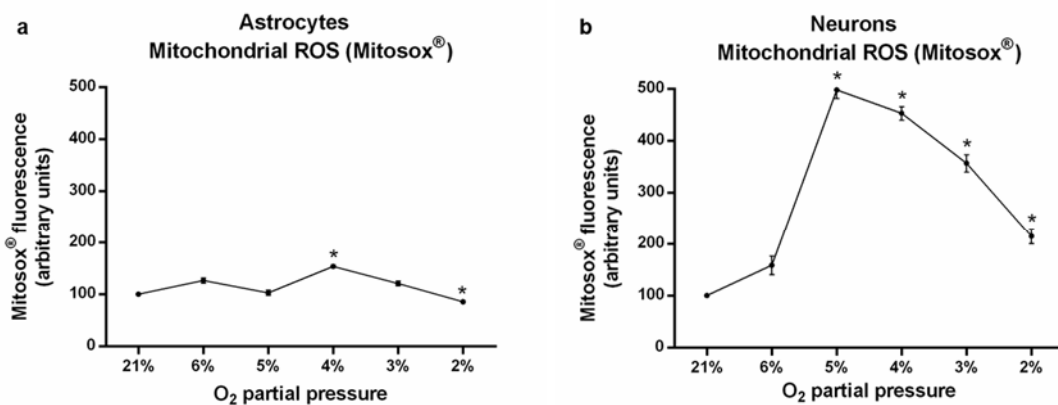 a
Astrocytes
Mitochondrial ROS (Mitosox®)
Mitosox® fluorescence
(arbitrary units)
500
400
300
200
100
0
*
*
21%
6%
5%
4%
3%
2%
O₂ partial pressure
b
Neurons
Mitochondrial ROS (Mitosox®)
Mitosox® fluorescence
(arbitrary units)
500
400
300
200
100
0
*
*
*
*
21%
6%
5%
4%
3%
2%
O₂ partial pressure